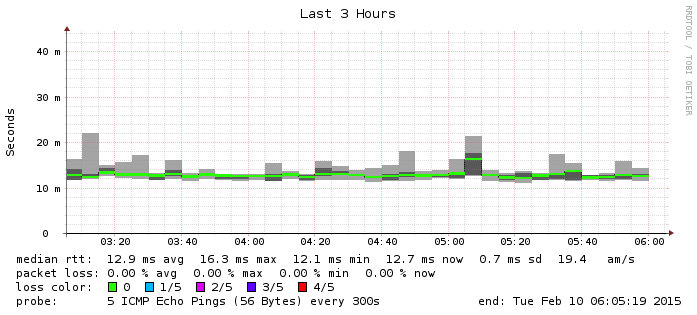 Last 3 Hours
RRDTOOL / TOBI OETIKER
Seconds
40 m
30 m
20 m
10 m
0
03:20 03:40 04:00 04:20 04:40 05:00 05:20 05:40 06:00
median rtt: 12.9 ms avg 16.3 ms max 12.1 ms min 12.7 ms now 0.7 ms sd 19.4 am/s
packet loss: 0.00 % avg 0.00 % max 0.00 % min 0.00 % now
loss color: 0 1/5 2/5 3/5 4/5
probe: 5 ICMP Echo Pings (56 Bytes) every 300s end: Tue Feb 10 06:05:19 2015